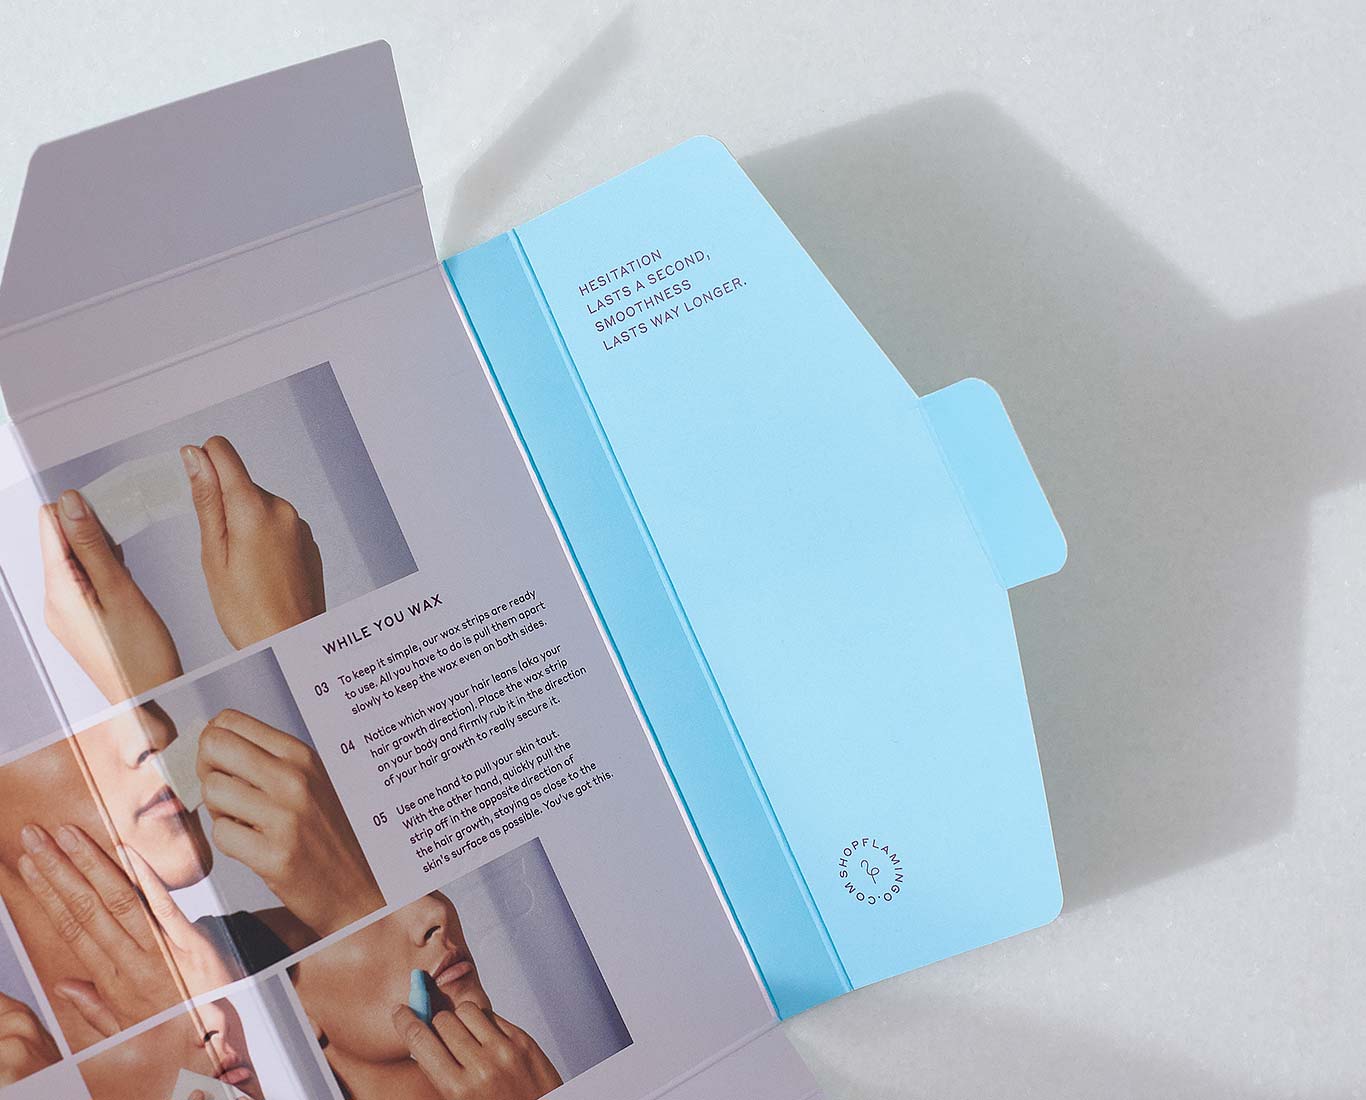 HESITATION
LASTS A SECOND,
SMOOTHNESS
LASTS WAY LONGER.
WHILE YOU WAX
03 To keep it simple, our wax strips are ready
to use. All you have to do is pull them apart
slowly to keep the wax even on both sides.
04 Notice which way your hair leans (aka your
hair growth direction). Place the wax strip
on your body and firmly rub it in the direction
of your hair growth to really secure it.
05 Use one hand to pull your skin taut.
With the other hand, quickly pull the
strip off in the opposite direction of
the hair growth, staying as close to the
skin's surface as possible. You've got this.
SHOPFLAMINGO.COM